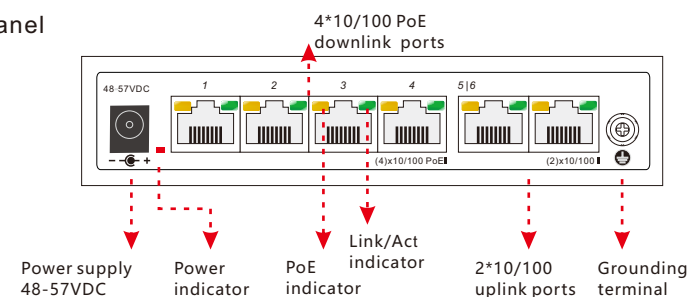 anel
4*10/100 PoE
downlink ports
48-57VDC
1 2 3 4 5|6
- +
(4)x10/100 PoE
(2)x10/100
Power supply
48-57VDC
Power
indicator
PoE
indicator
Link/Act
indicator
2*10/100
uplink ports
Grounding
terminal